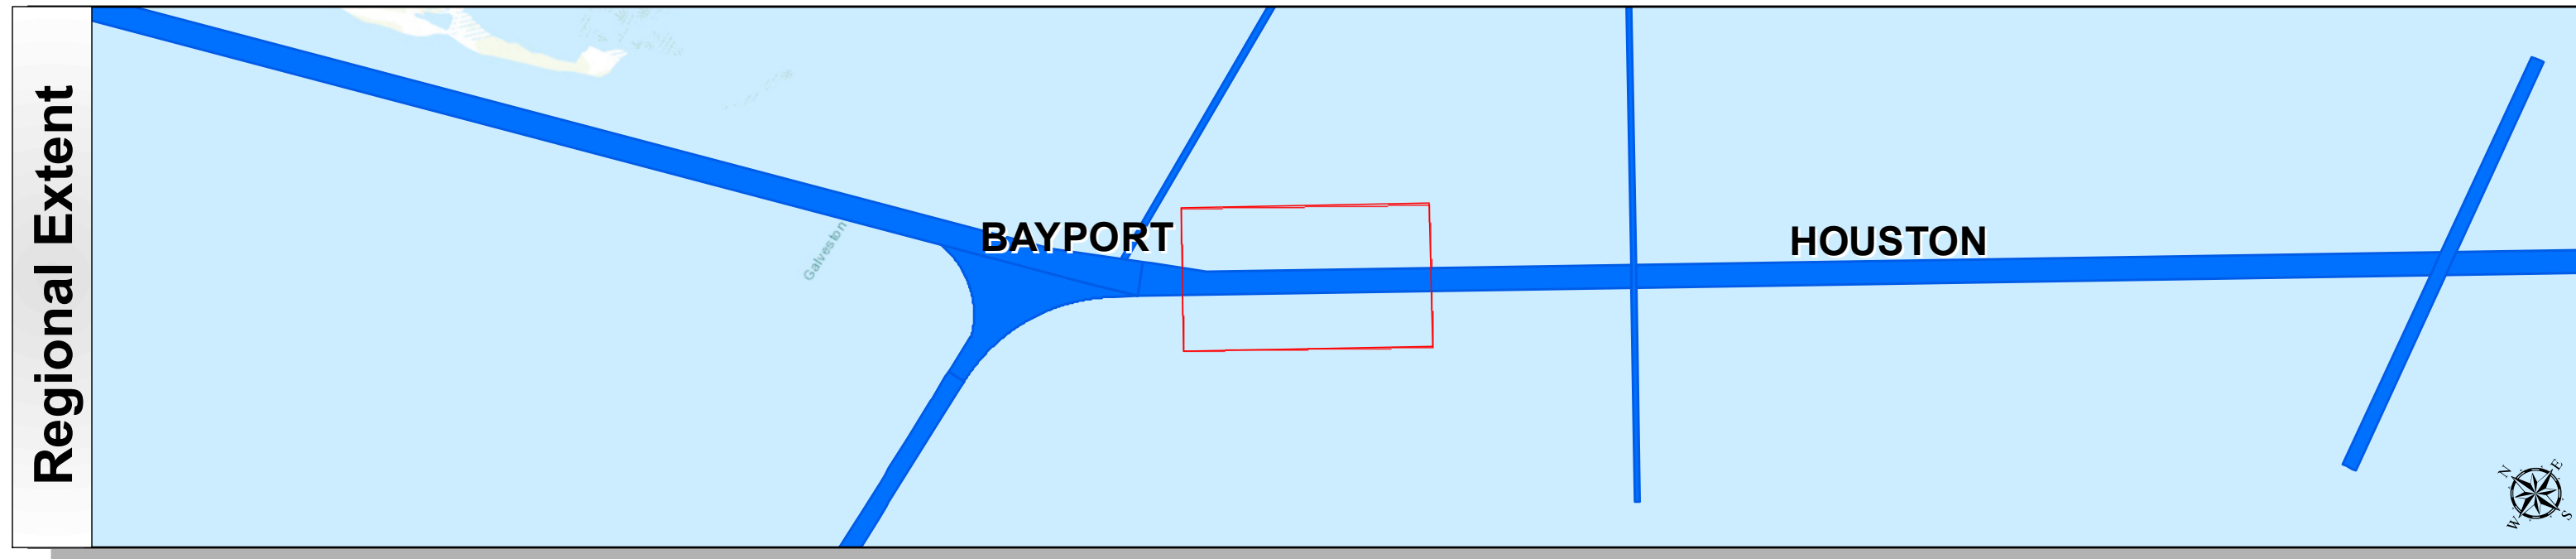 Regional Extent
BAYPORT
HOUSTON
Galveston
N
E
W
S